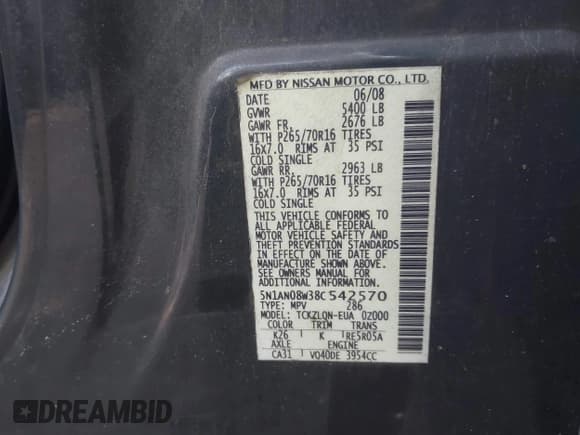 MFD BY NISSAN MOTOR CO., LTD.
DATE 06/08
GVWR 5400 LB
GAWR FR. 2676 LB
WITH P265/70R16 TIRES
16X7.0 RIMS AT 35 PSI
COLD SINGLE
GAWR RR. 2963 LB
WITH P265/70R16 TIRES
16X7.0 RIMS AT 35 PSI
COLD SINGLE
THIS VEHICLE CONFORMS TO
ALL APPLICABLE FEDERAL
MOTOR VEHICLE SAFETY AND
THEFT PREVENTION STANDARDS
IN EFFECT ON THE DATE OF
MANUFACTURE SHOWN ABOVE.
SEE OWNERS MANUAL FOR
ADDITIONAL INFORMATION.
5N1AN08W38C542570
TYPE: MPV 286
MODEL: TCKZLQN-EUA 0Z000
COLOR TRIM TRANS
K26 K RE5R05A
AXLE ENGINE
CA31 VQ40DE 3954CC
DREAMBID